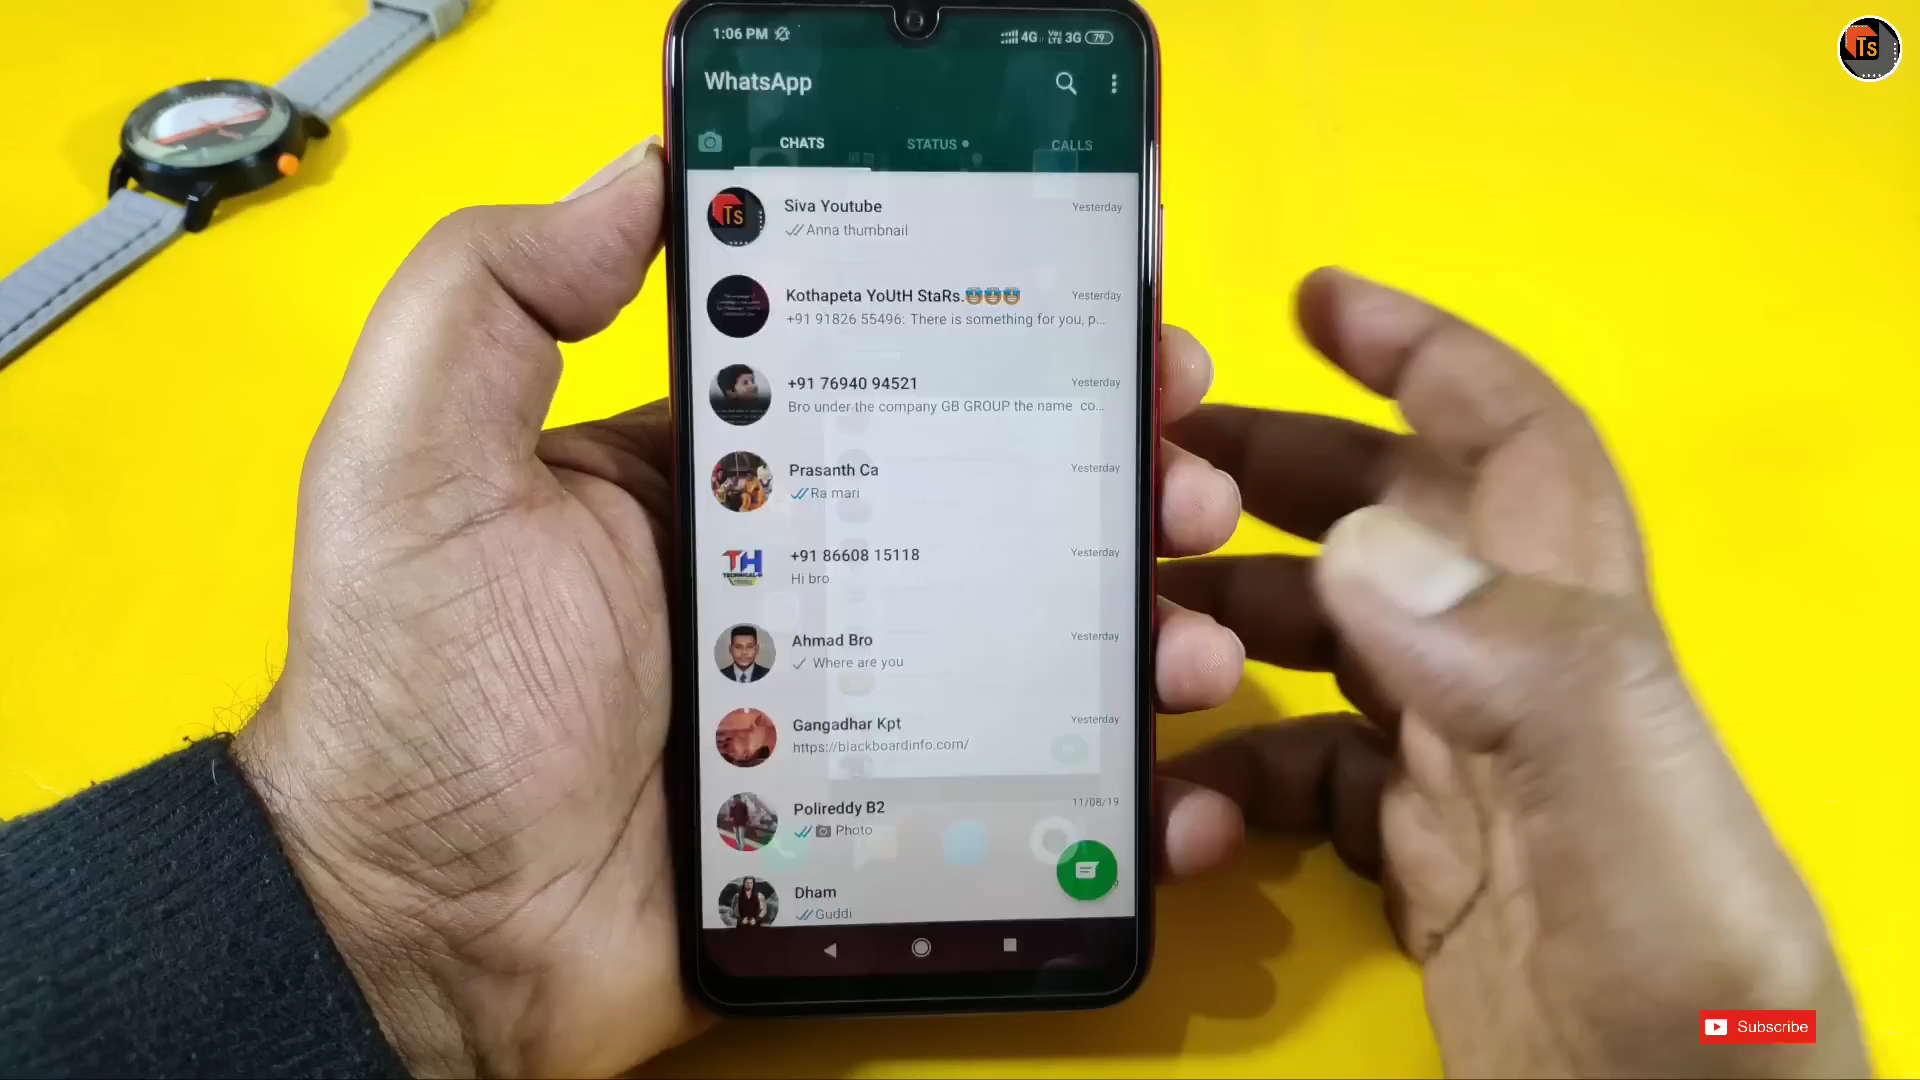 1:06 PM 4G VoLTE 3G 79
Ts
WhatsApp
CHATS STATUS CALLS
Ts
Siva Youtube Yesterday
Anna thumbnail
Kothapeta YoUtH StaRs.😇😇😇 Yesterday
+91 91826 55496: There is something for you, p...
+91 76940 94521 Yesterday
Bro under the company GB GROUP the name co...
Prasanth Ca Yesterday
Ra mari
TH
+91 86608 15118 Yesterday
Hi bro
Ahmad Bro Yesterday
Where are you
Gangadhar Kpt Yesterday
https://blackboardinfo.com/
Polireddy B2 11/08/19
Photo
Dham
Guddi
Subscribe